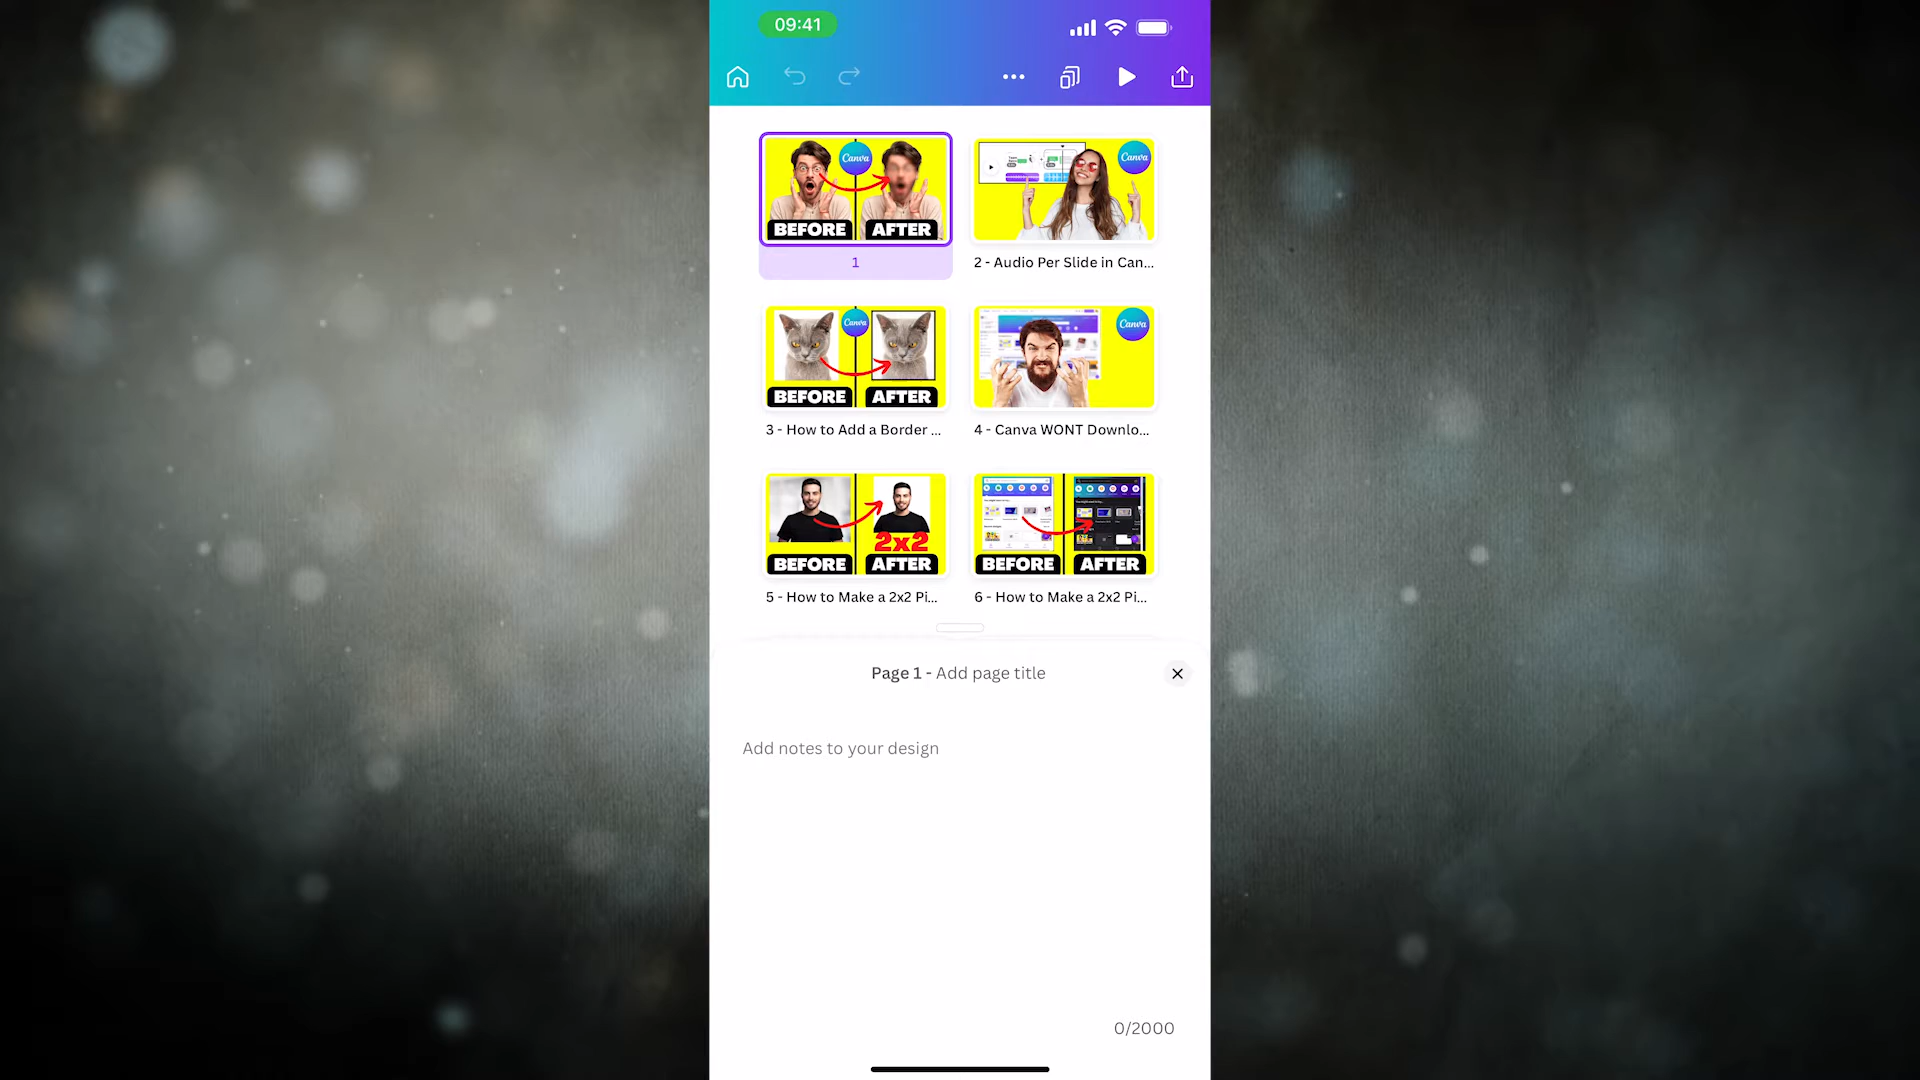 09:41
Canva
BEFORE AFTER
1
Canva
2 - Audio Per Slide in Can...
Canva
BEFORE AFTER
3 - How to Add a Border ...
Canva
4 - Canva WONT Downlo...
2x2
BEFORE AFTER
5 - How to Make a 2x2 Pi...
BEFORE AFTER
6 - How to Make a 2x2 Pi...
Page 1 - Add page title
Add notes to your design
0/2000